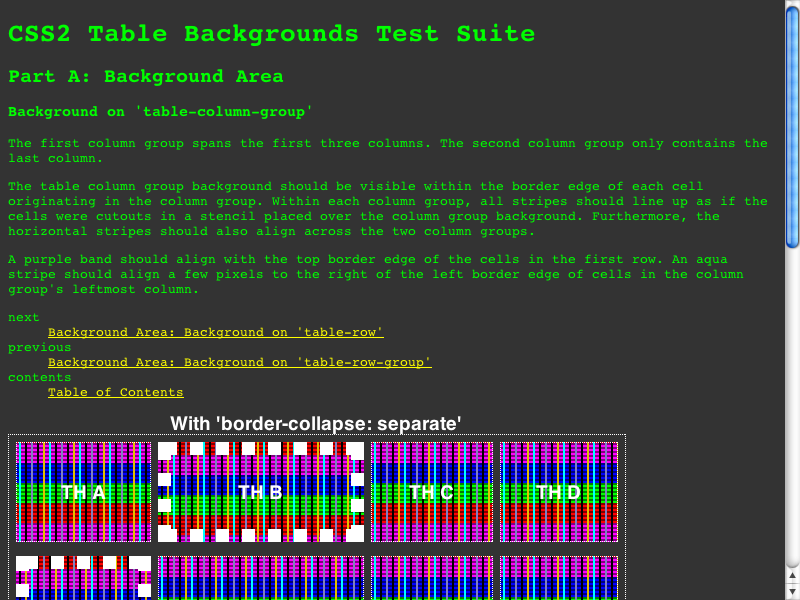 CSS2 Table Backgrounds Test Suite
Part A: Background Area
Background on 'table-column-group'
The first column group spans the first three columns. The second column group only contains the
last column.
The table column group background should be visible within the border edge of each cell
originating in the column group. Within each column group, all stripes should line up as if the
cells were cutouts in a stencil placed over the column group background. Furthermore, the
horizontal stripes should also align across the two column groups.
A purple band should align with the top border edge of the cells in the first row. An aqua
stripe should align a few pixels to the right of the left border edge of cells in the column
group's leftmost column.
next
Background Area: Background on 'table-row'
previous
Background Area: Background on 'table-row-group'
contents
Table of Contents
With 'border-collapse: separate'
TH A TH B TH C TH D